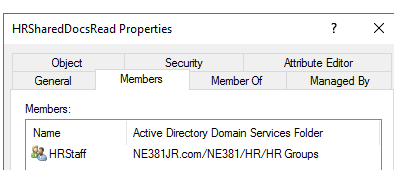 HRSharedDocsRead Properties ? ×
Object Security Attribute Editor
General Members Member Of Managed By
Members:
Name Active Directory Domain Services Folder
HRStaff NE381JR.com/NE381/HR/HR Groups